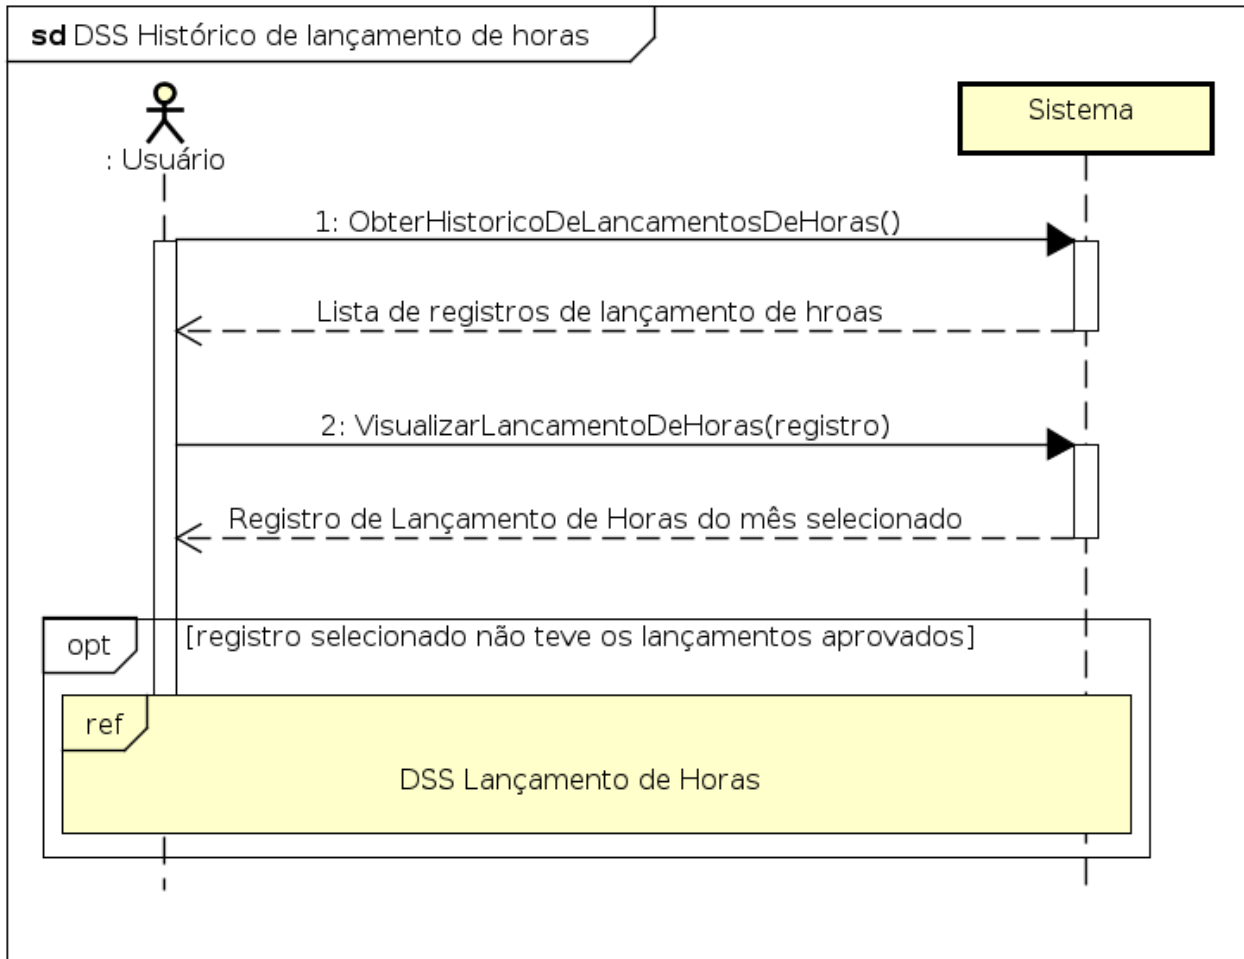 sd DSS Histórico de lançamento de horas
Sistema
: Usuário
1: ObterHistoricoDeLancamentosDeHoras()
Lista de registros de lançamento de hroas
2: VisualizarLancamentoDeHoras(registro)
Registro de Lançamento de Horas do mês selecionado
opt
[registro selecionado não teve os lançamentos aprovados]
ref
DSS Lançamento de Horas